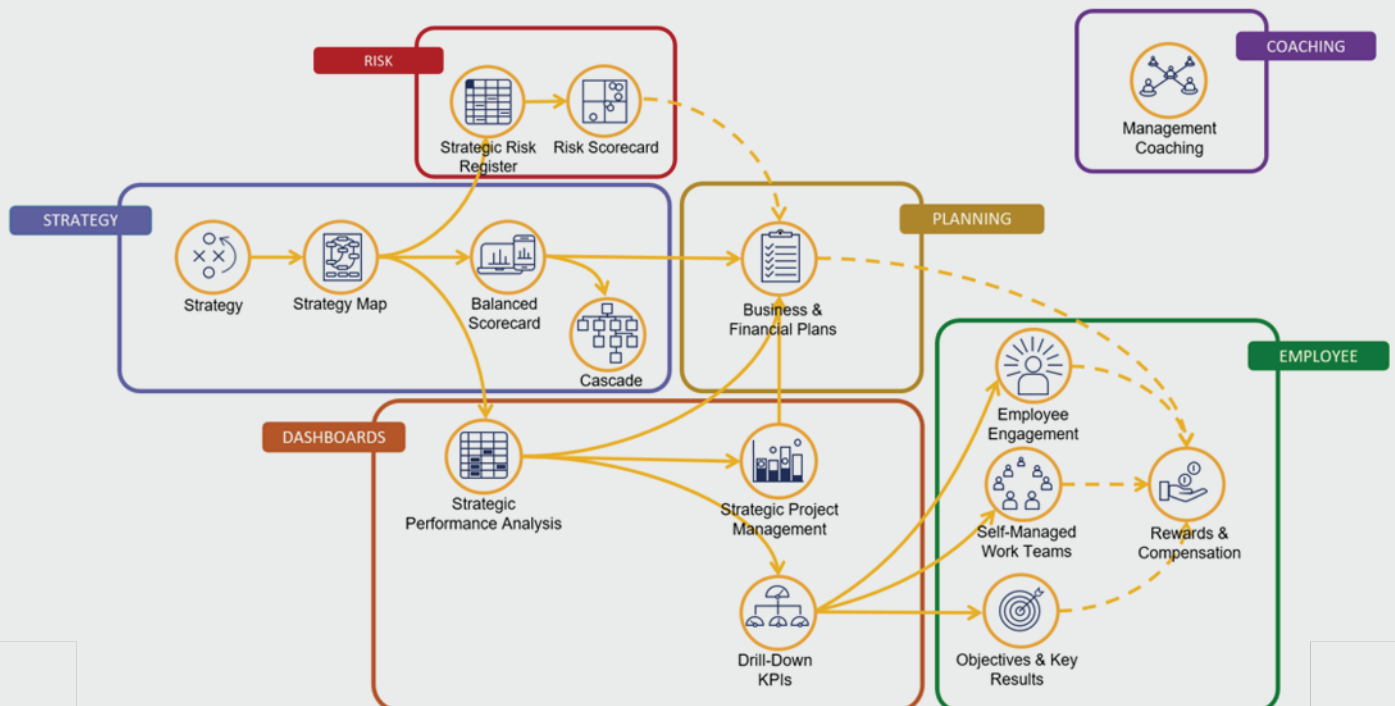 RISK
Strategic Risk
Register
Risk Scorecard
COACHING
Management
Coaching
STRATEGY
Strategy
Strategy Map
Balanced
Scorecard
Cascade
PLANNING
Business &
Financial Plans
DASHBOARDS
Strategic
Performance Analysis
Strategic Project
Management
Drill-Down
KPIs
EMPLOYEE
Employee
Engagement
Self-Managed
Work Teams
Rewards &
Compensation
Objectives & Key
Results